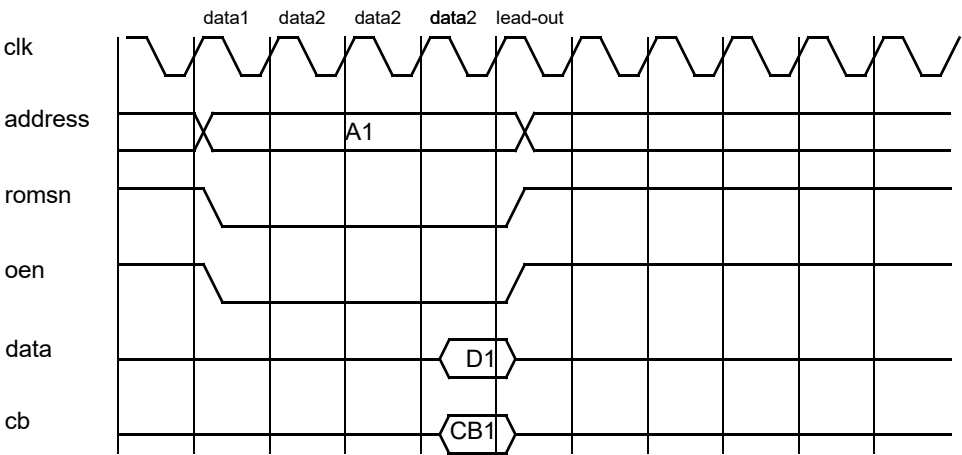 data1 data2 data2 data2 lead-out
clk
address
A1
romsn
oen
data
D1
cb
CB1